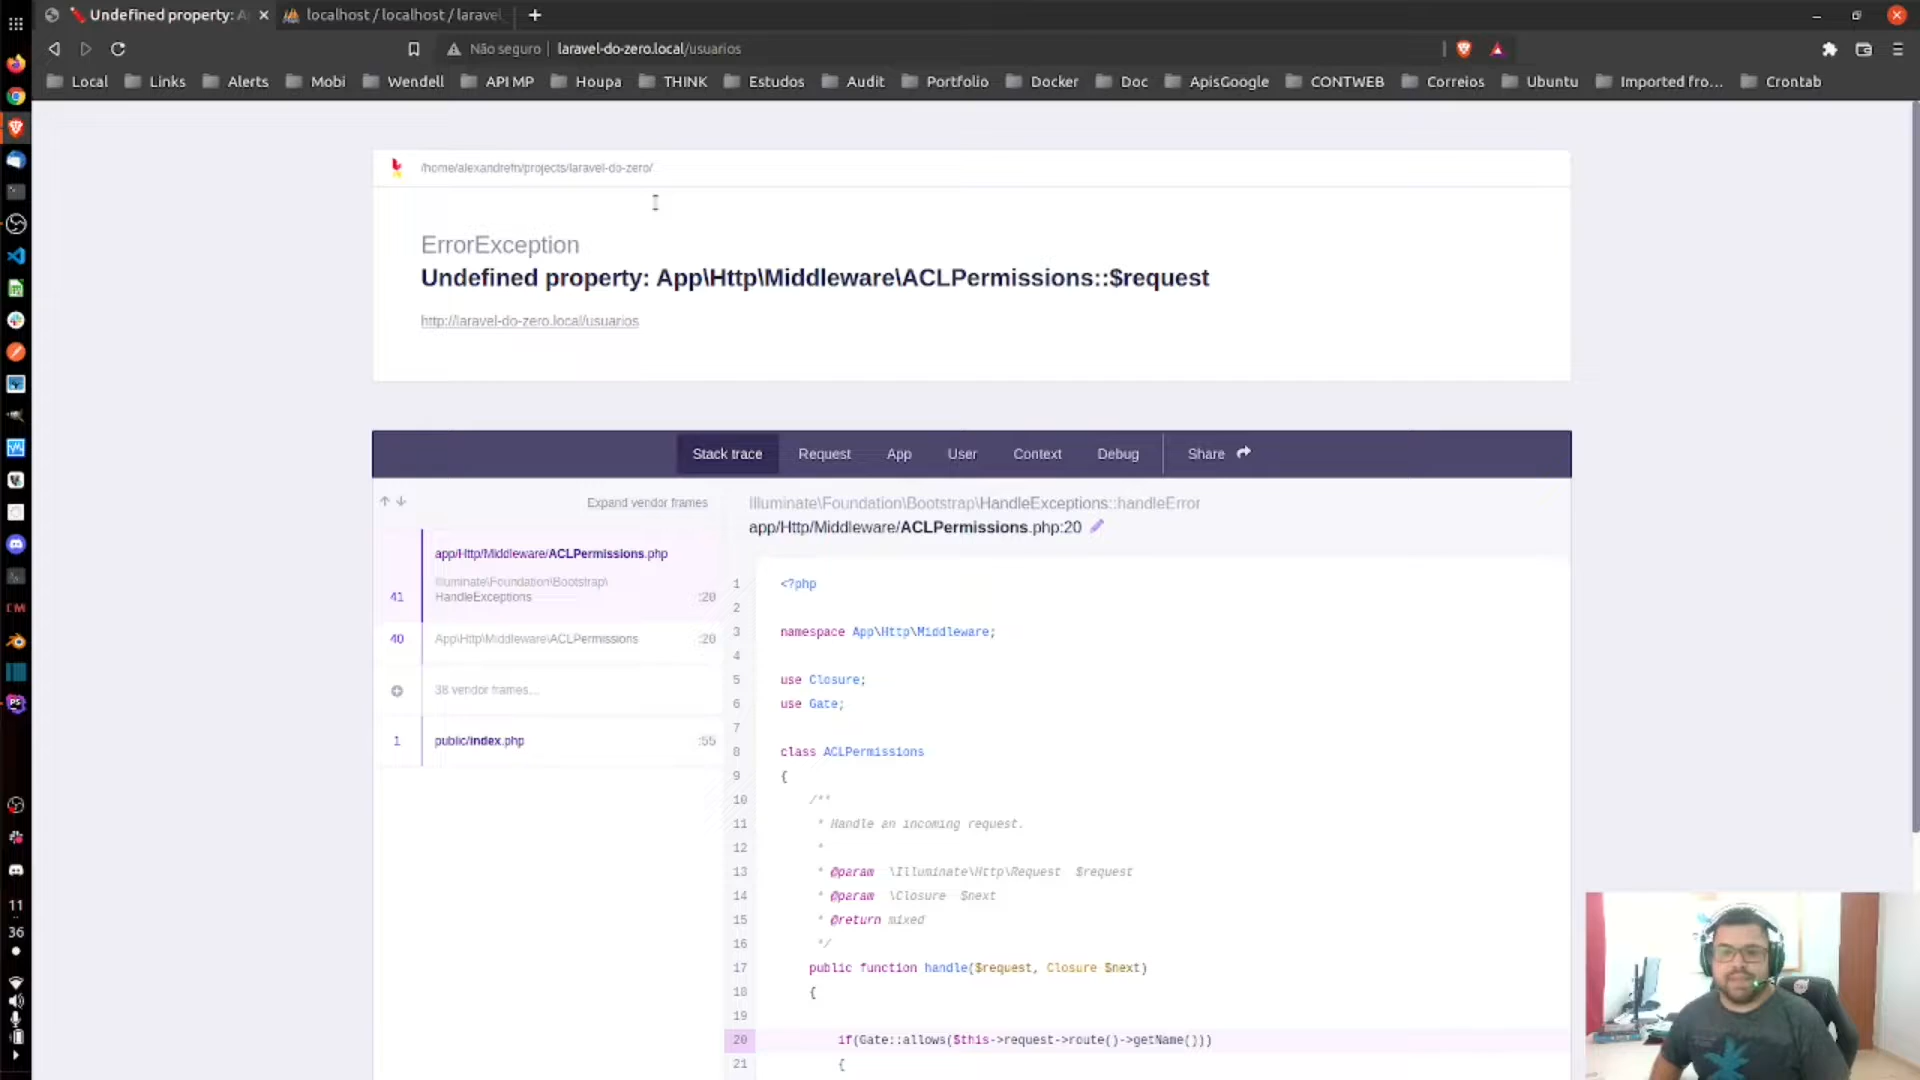 Undefined property: A
localhost / localhost / laravel
Não seguro
laravel-do-zero.local/usuarios
Local
Links
Alerts
Mobi
Wendell
API MP
Houpa
THINK
Estudos
Audit
Portfolio
Docker
Doc
ApisGoogle
CONTWEB
Correios
Ubuntu
Imported fro...
Crontab
/home/alexandrefn/projects/laravel-do-zero/
ErrorException
Undefined property: App\Http\Middleware\ACLPermissions::$request
http://laravel-do-zero.local/usuarios
Stack trace
Request
App
User
Context
Debug
Share
Expand vendor frames
app/Http/Middleware/ACLPermissions.php
Illuminate\Foundation\Bootstrap\
41 HandleExceptions :20
40 App\Http\Middleware\ACLPermissions :20
38 vendor frames...
1 public/index.php :55
Illuminate\Foundation\Bootstrap\HandleExceptions::handleError
app/Http/Middleware/ACLPermissions.php:20
1 <?php
2
3 namespace App\Http\Middleware;
4
5 use Closure;
6 use Gate;
7
8 class ACLPermissions
9 {
10 /**
11 * Handle an incoming request.
12 *
13 * @param \Illuminate\Http\Request $request
14 * @param \Closure $next
15 * @return mixed
16 */
17 public function handle($request, Closure $next)
18 {
19
20 if(Gate::allows($this->request->route()->getName()))
21 {
11
36